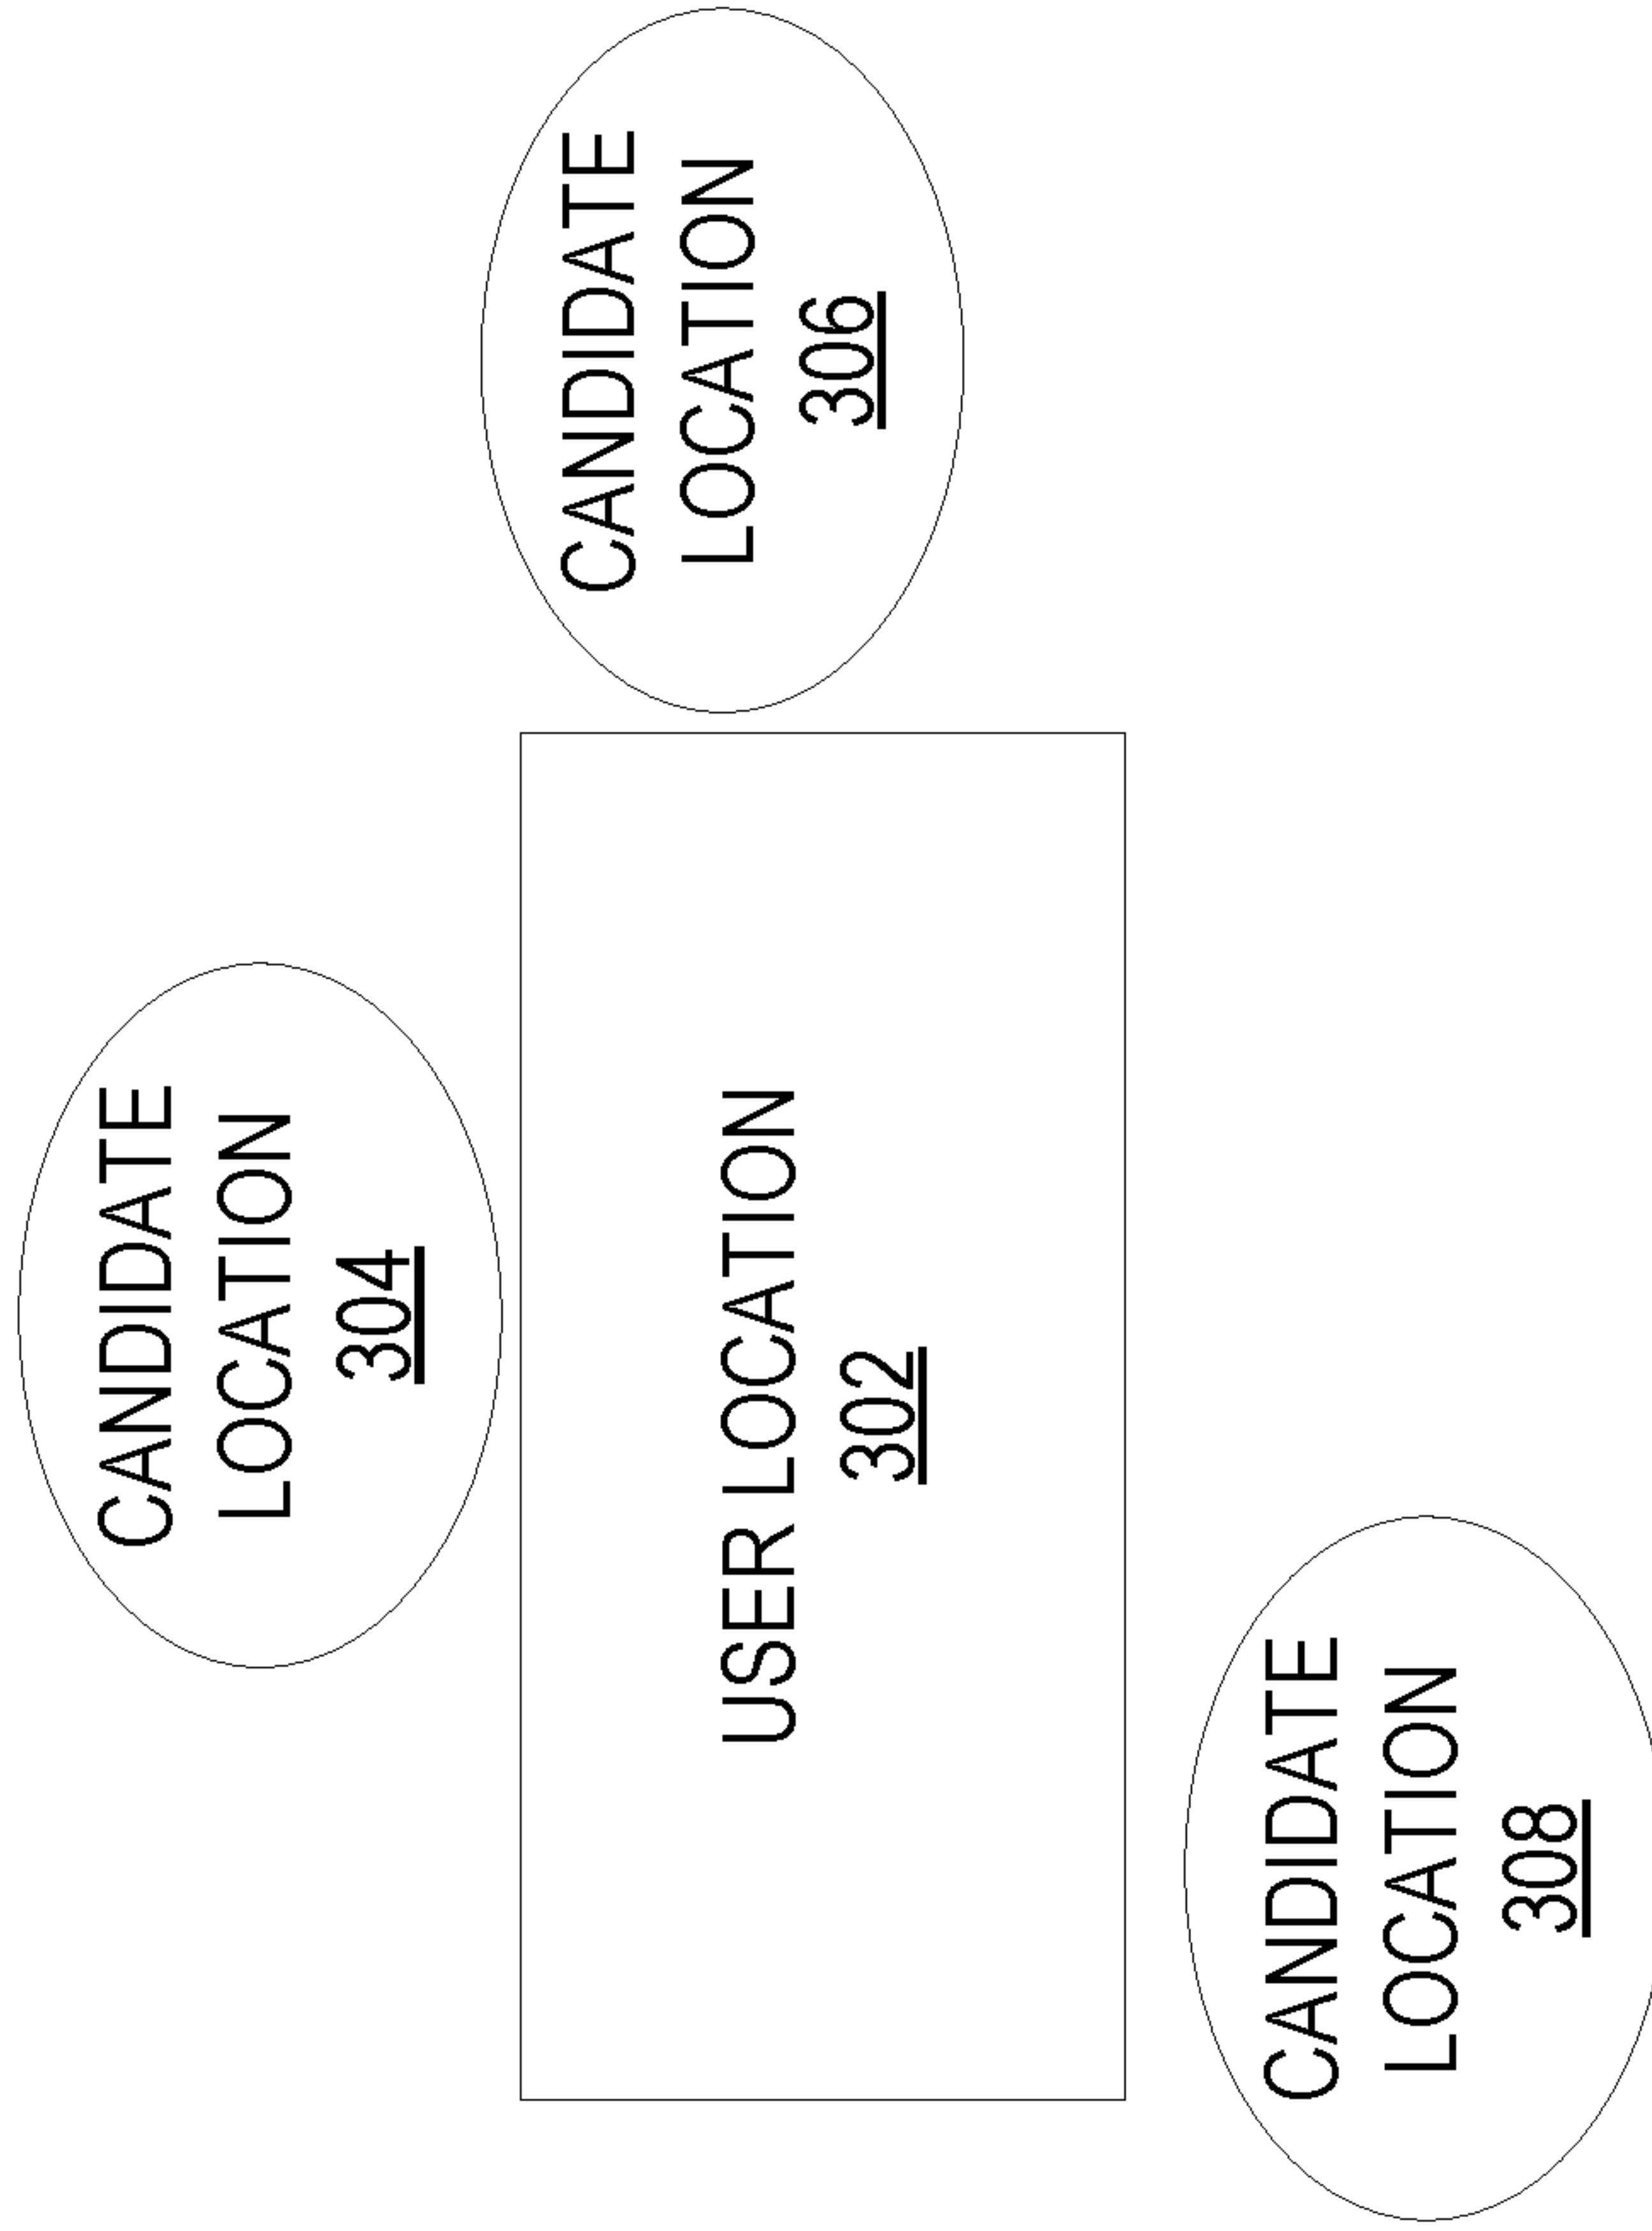 CANDIDATE
LOCATION
304
CANDIDATE
LOCATION
306
USER LOCATION
302
CANDIDATE
LOCATION
308